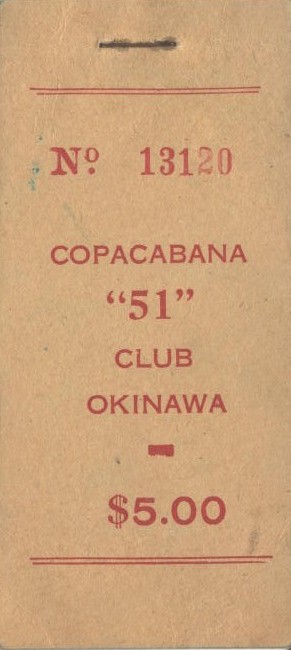 Nº 13120
COPACABANA
"51"
CLUB
OKINAWA
$5.00